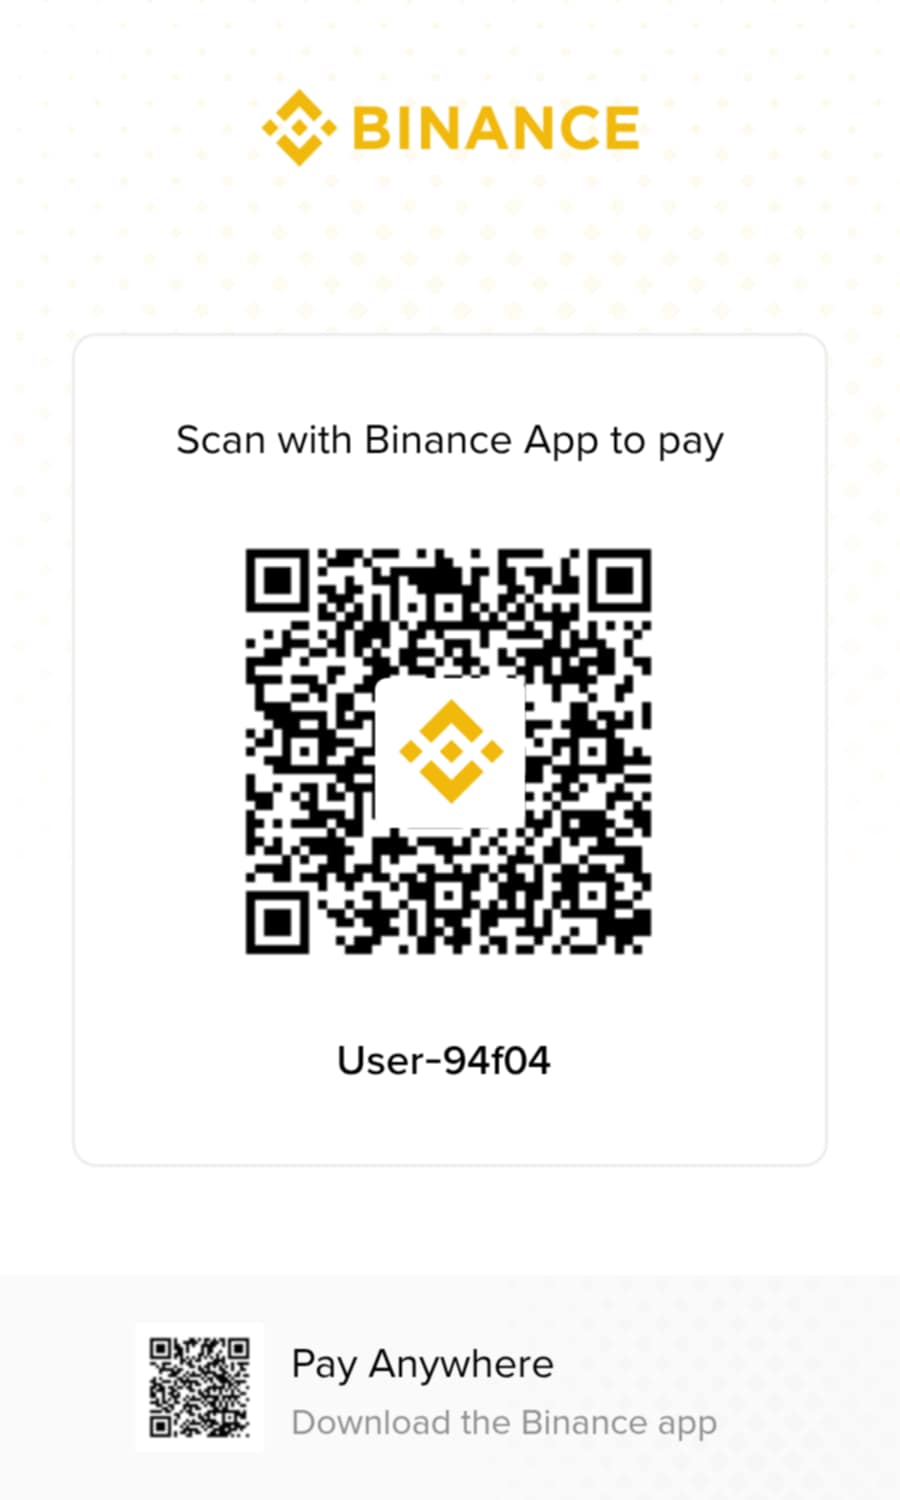 BINANCE
Scan with Binance App to pay
User-94f04
Pay Anywhere
Download the Binance app